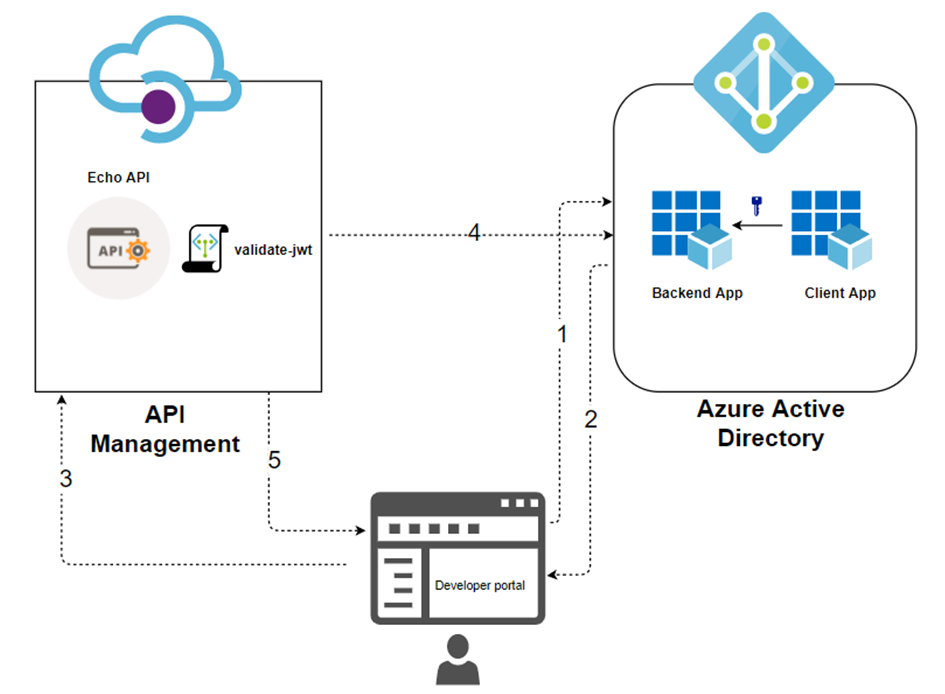 Echo API
API
validate-jwt
4
Backend App
Client App
1
API
Management
Azure Active
Directory
2
5
3
Developer portal